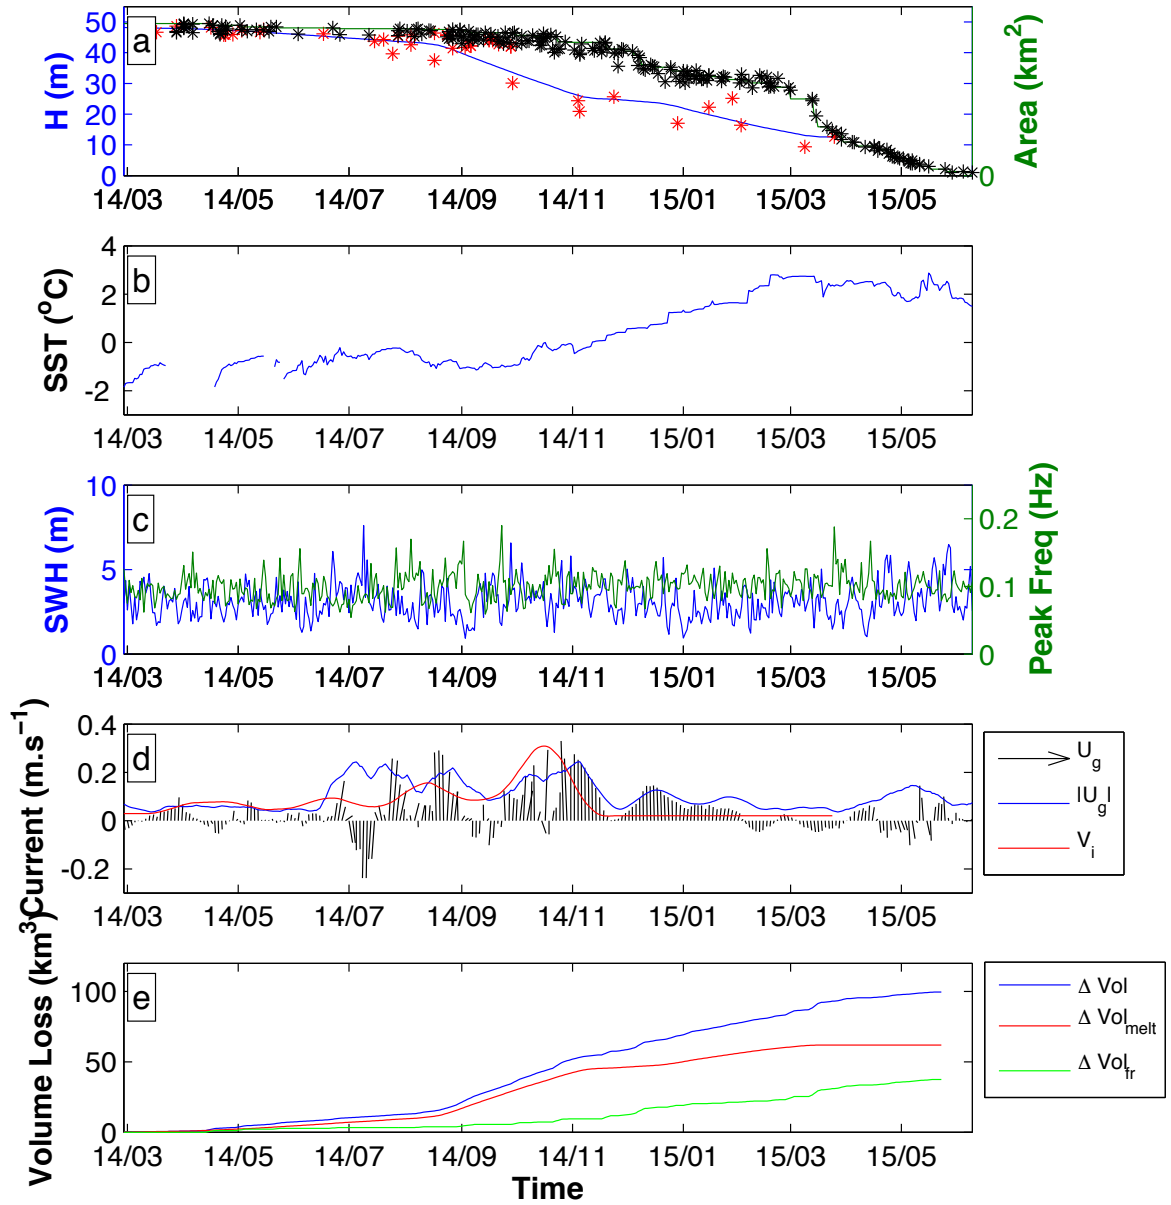 a
H (m)
50
40
30
20
10
0
Area (km2)
0
14/03 14/05 14/07 14/09 14/11 15/01 15/03 15/05
b
SST (oC)
4
2
0
-2
14/03 14/05 14/07 14/09 14/11 15/01 15/03 15/05
c
SWH (m)
10
5
0
Peak Freq (Hz)
0.2
0.1
0
14/03 14/05 14/07 14/09 14/11 15/01 15/03 15/05
d
Current (m.s−1)
0.4
0.2
0
-0.2
Ug
|Ug|
Vi
14/03 14/05 14/07 14/09 14/11 15/01 15/03 15/05
e
Volume Loss (km3)
100
50
0
Δ Vol
Δ Volmelt
Δ Volfr
14/03 14/05 14/07 14/09 14/11 15/01 15/03 15/05
Time